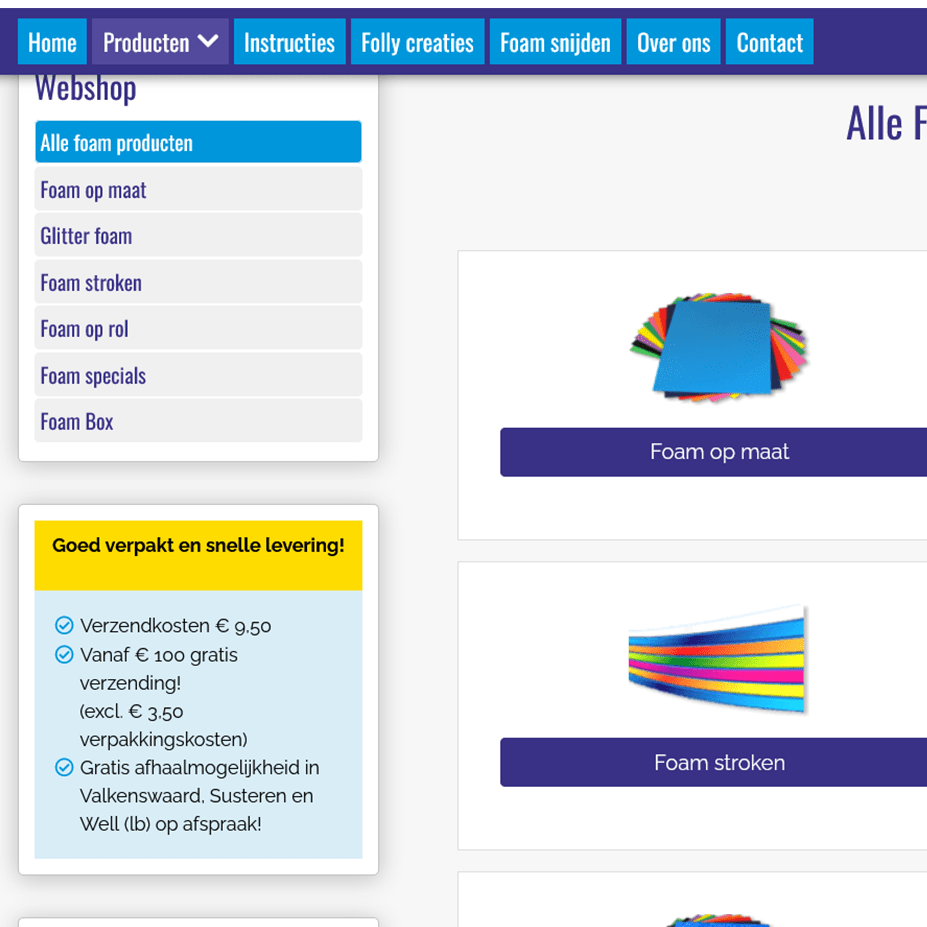 Home
Producten
Instructies
Folly creaties
Foam snijden
Over ons
Contact
Webshop
Alle foam producten
Foam op maat
Glitter foam
Foam stroken
Foam op rol
Foam specials
Foam Box
Goed verpakt en snelle levering!
Verzendkosten € 9,50
Vanaf € 100 gratis
verzending!
(excl. € 3,50
verpakkingskosten)
Gratis afhaalmogelijkheid in
Valkenswaard, Susteren en
Well (lb) op afspraak!
Alle F
Foam op maat
Foam stroken